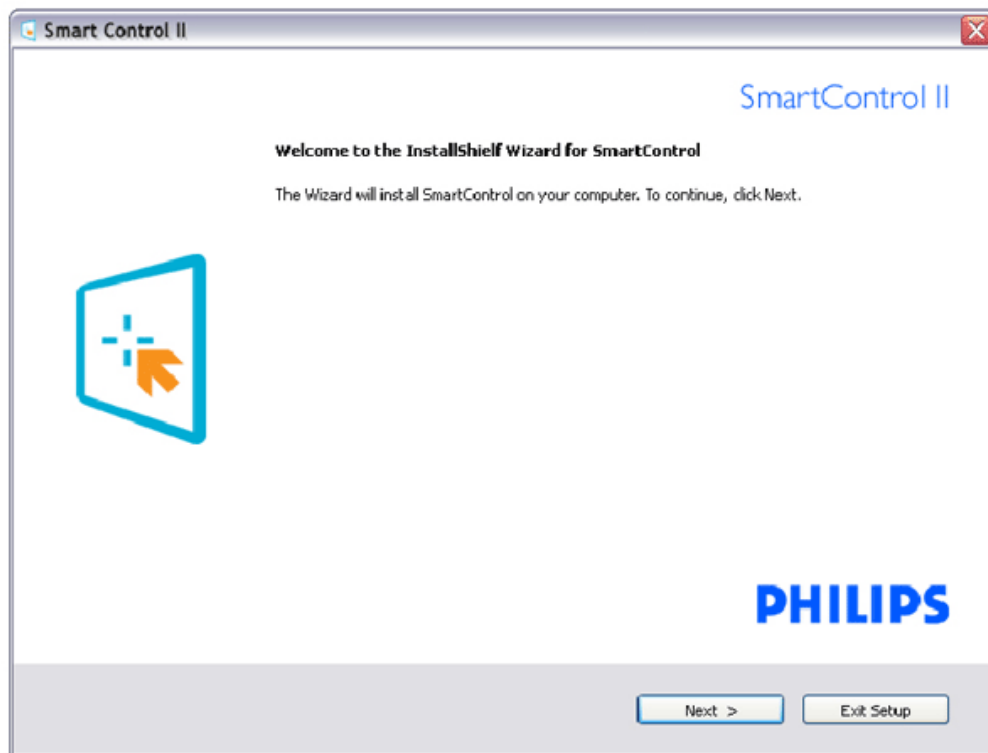 Smart Control II
SmartControl II
Welcome to the InstallShield Wizard for SmartControl
The Wizard will install SmartControl on your computer. To continue, click Next.
PHILIPS
Next >
Exit Setup